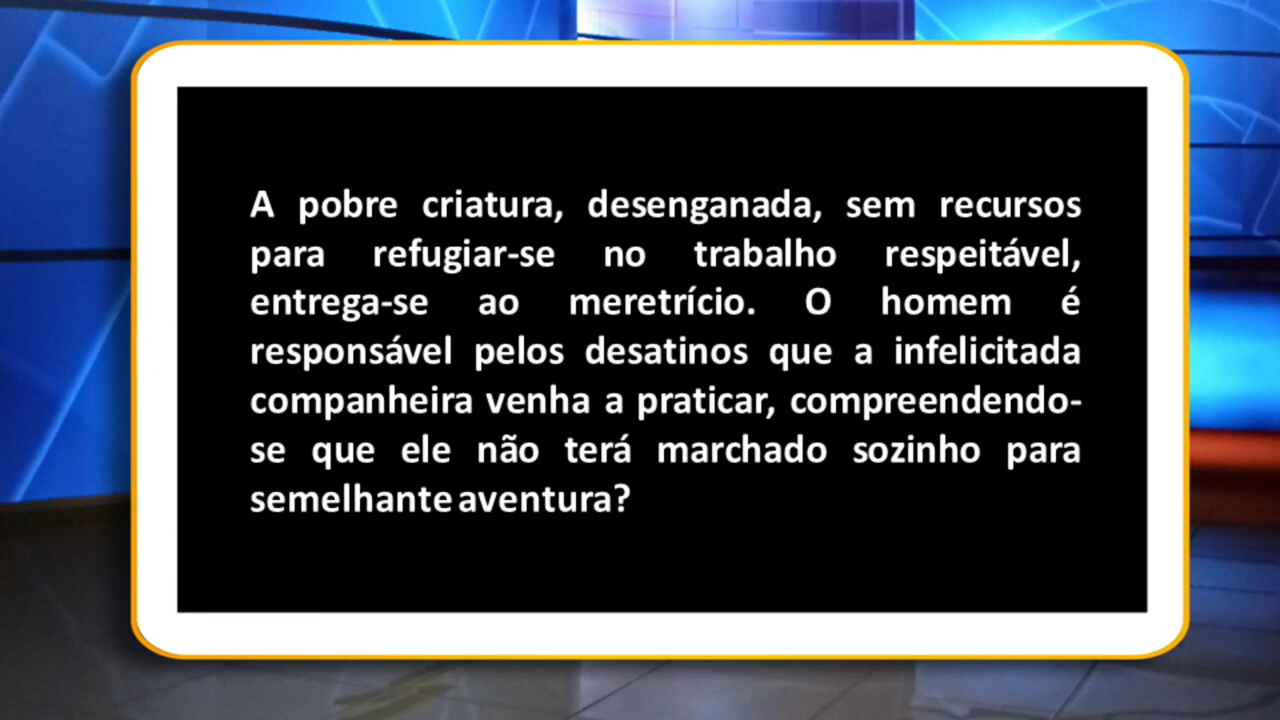 A pobre criatura, desenganada, sem recursos
para refugiar-se no trabalho respeitável,
entrega-se ao meretrício. O homem é
responsável pelos desatinos que a infelicitada
companheira venha a praticar, compreendendo-
se que ele não terá marchado sozinho para
semelhante aventura?